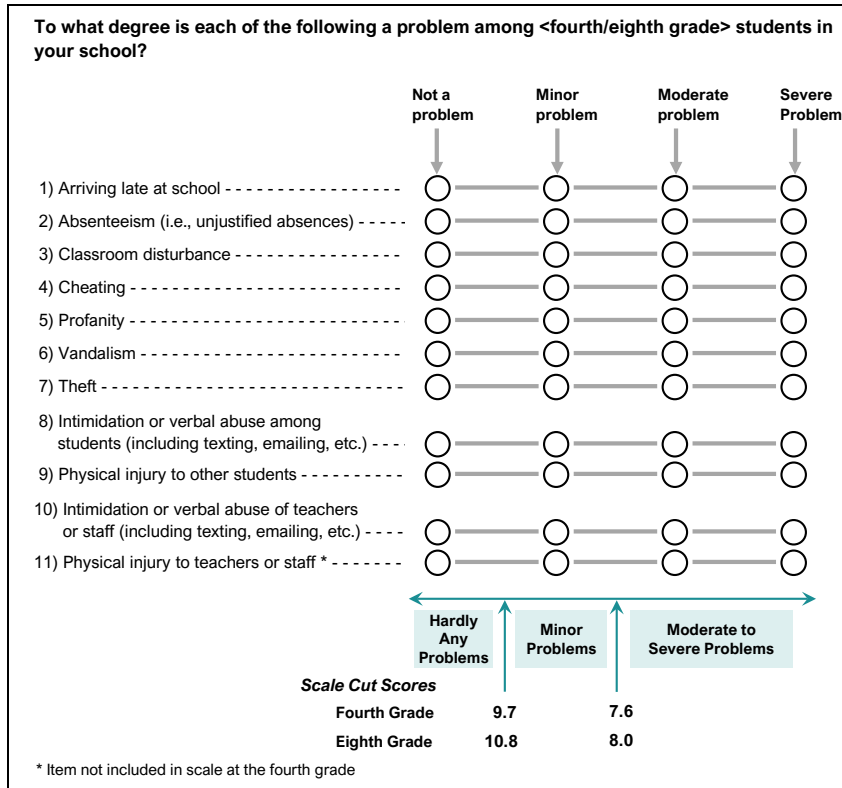 To what degree is each of the following a problem among <fourth/eighth grade> students in
your school?
Not a problem
Minor problem
Moderate problem
Severe Problem
1) Arriving late at school - - - - - - - - - - - - - - - - -
2) Absenteeism (i.e., unjustified absences) - - - - -
3) Classroom disturbance - - - - - - - - - - - - - - - -
4) Cheating - - - - - - - - - - - - - - - - - - - - - - - - - -
5) Profanity - - - - - - - - - - - - - - - - - - - - - - - - - -
6) Vandalism - - - - - - - - - - - - - - - - - - - - - - - - -
7) Theft - - - - - - - - - - - - - - - - - - - - - - - - - - - - -
8) Intimidation or verbal abuse among
students (including texting, emailing, etc.) - - - -
9) Physical injury to other students - - - - - - - - - -
10) Intimidation or verbal abuse of teachers
or staff (including texting, emailing, etc.) - - - -
11) Physical injury to teachers or staff * - - - - - - -
Hardly
Any
Problems
Minor
Problems
Moderate to
Severe Problems
Scale Cut Scores
Fourth Grade 9.7 7.6
Eighth Grade 10.8 8.0
* Item not included in scale at the fourth grade